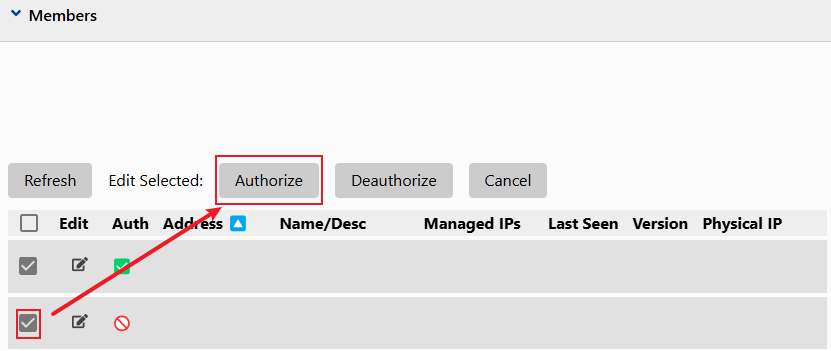 Members
Refresh Edit Selected: Authorize Deauthorize Cancel
Edit Auth Address Name/Desc Managed IPs Last Seen Version Physical IP